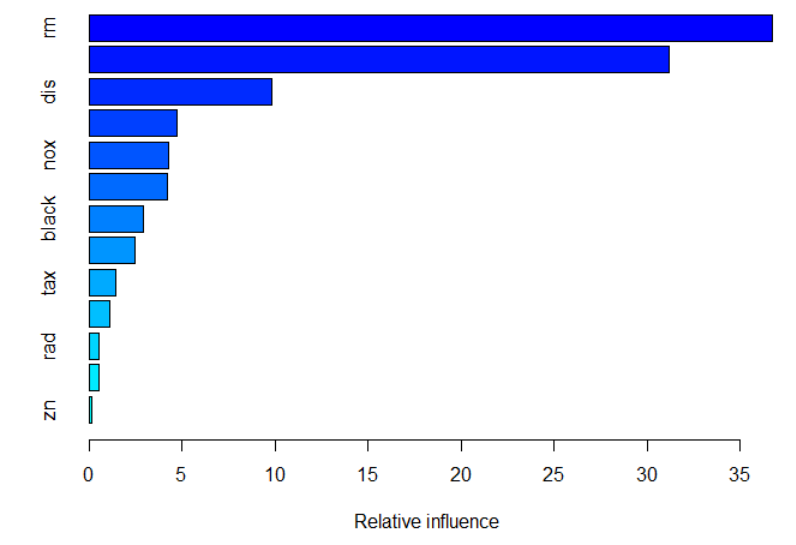 rm
dis
nox
black
tax
rad
zn
0 5 10 15 20 25 30 35
Relative influence